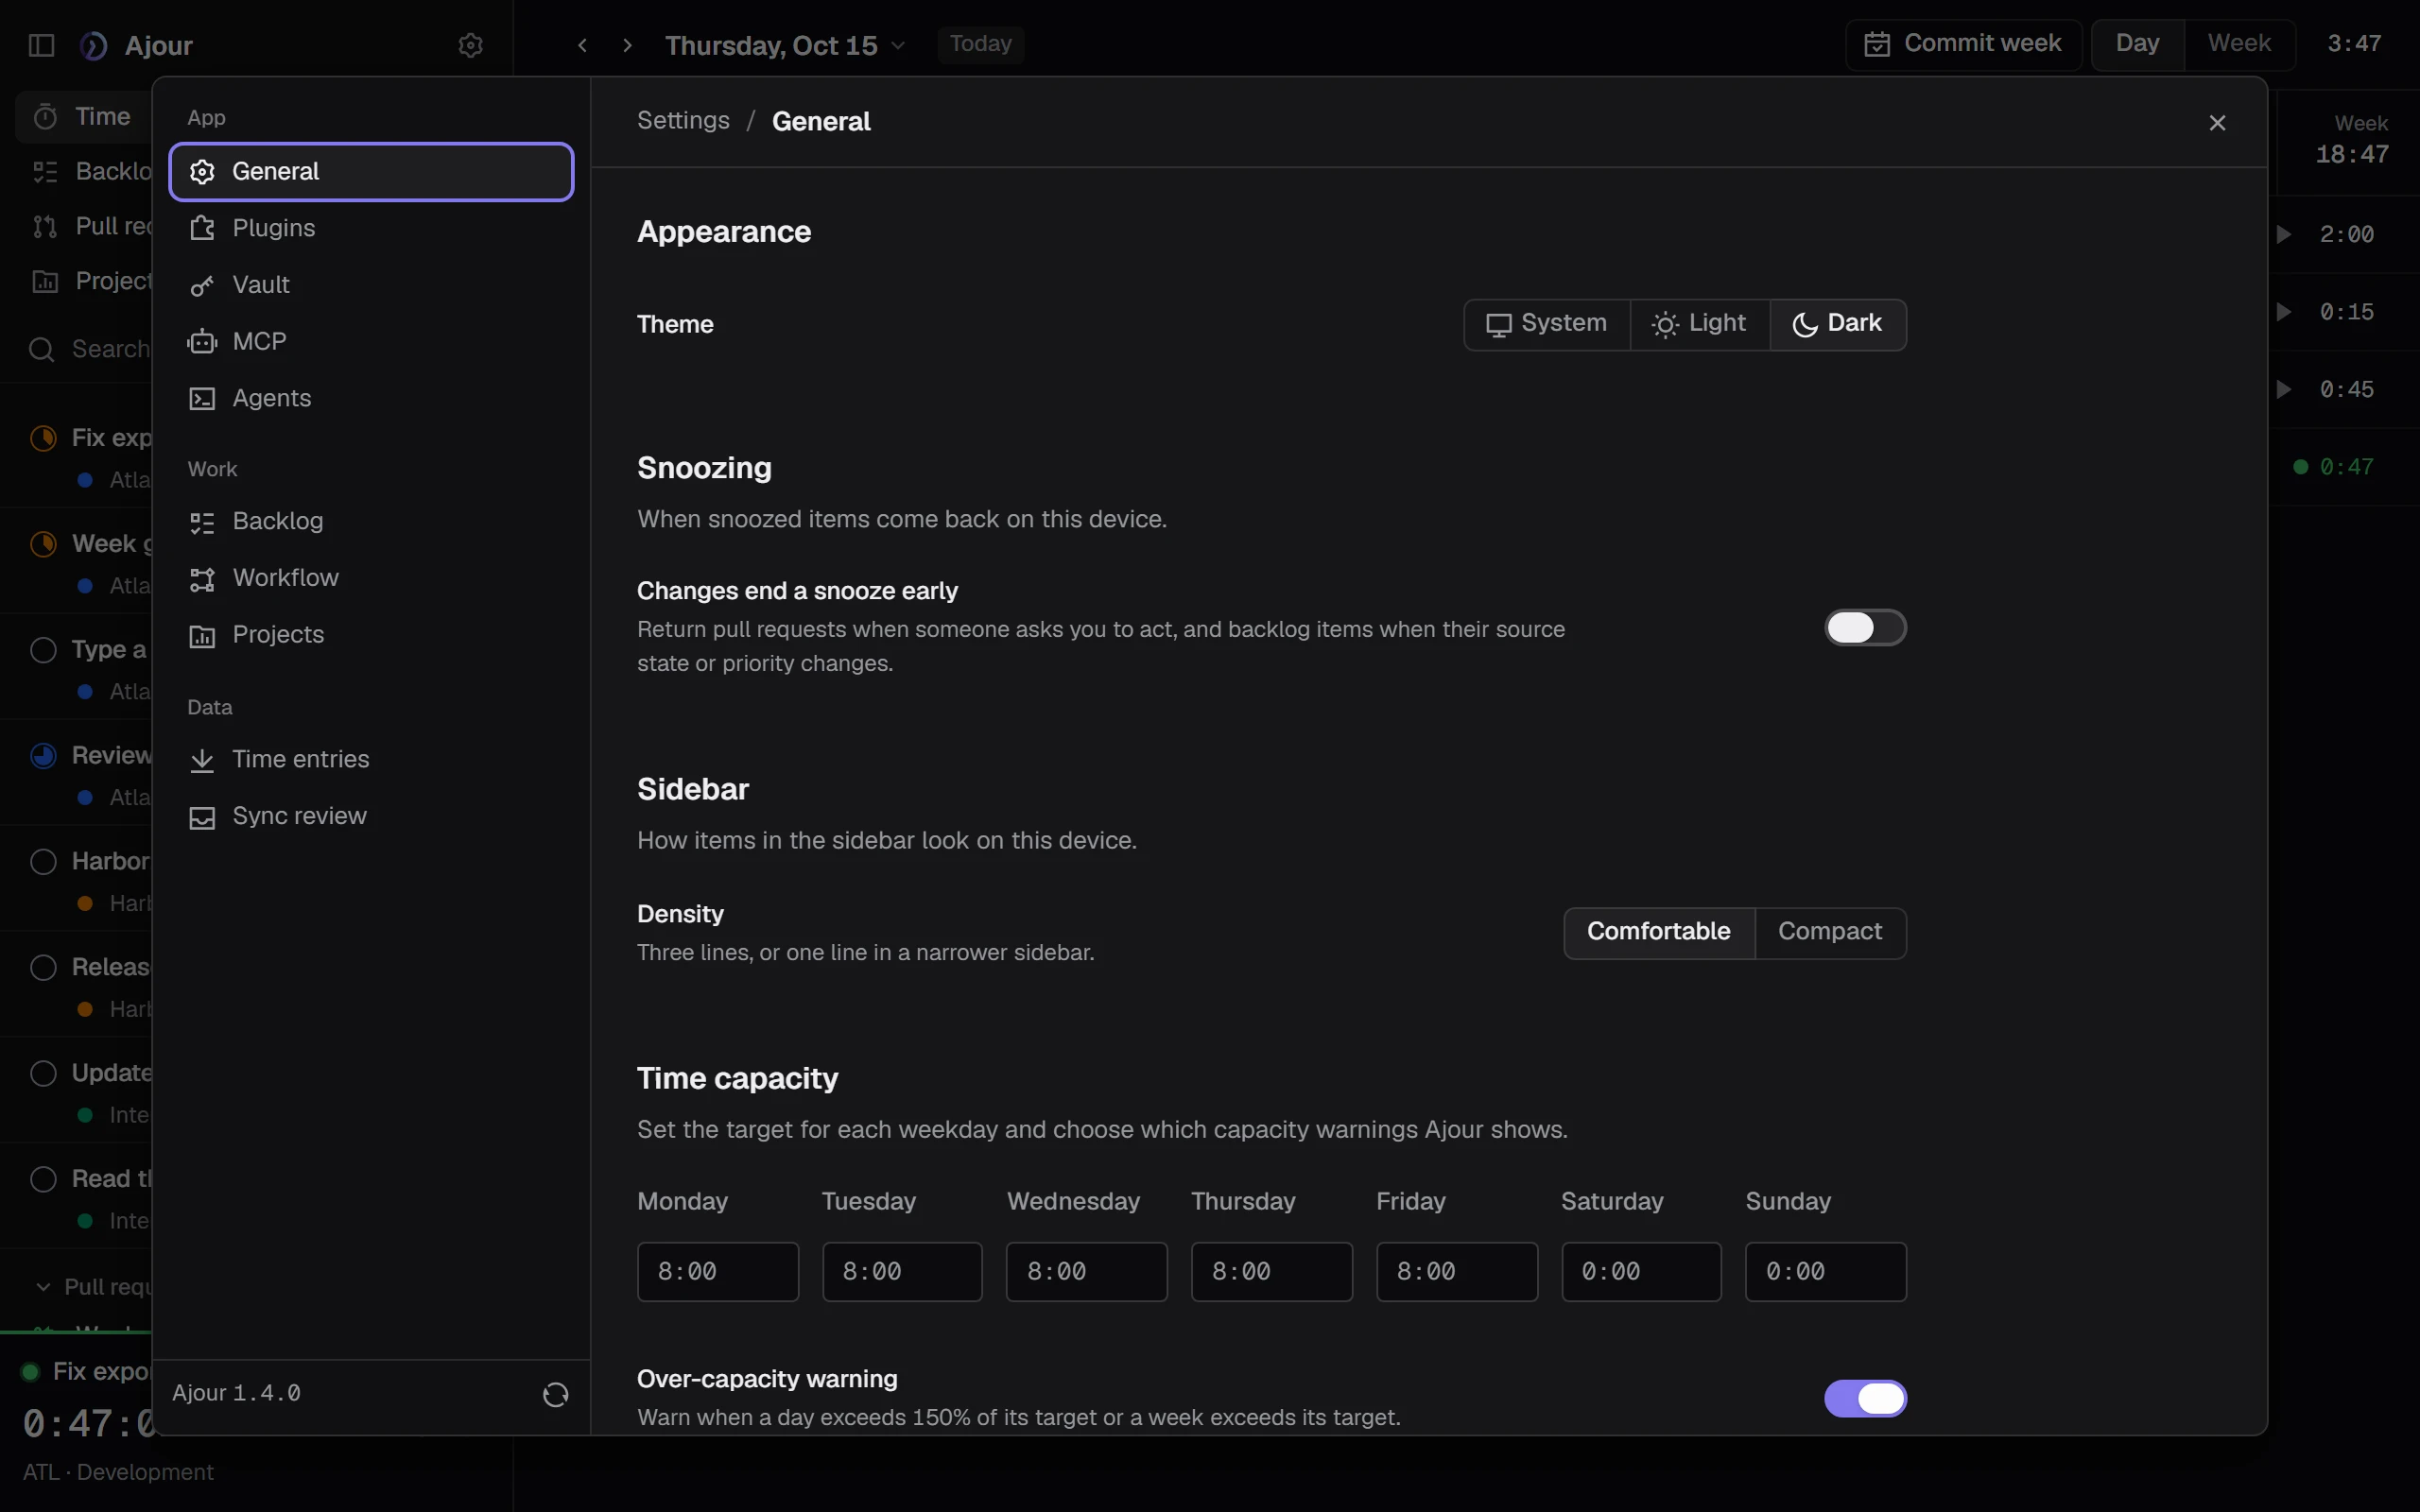 Ajour
Thursday, Oct 15
Today
Commit week
Day
Week
3:47
Time
Backlo
Pull rec
Project
Search
Fix exp
Atla
Week g
Atla
Type a
Atla
Review
Atla
Harbor
Harb
Release
Harb
Update
Inte
Read th
Inte
Pull requ
Fix expor
0:47:0
ATL · Development
App
General
Plugins
Vault
MCP
Agents
Work
Backlog
Workflow
Projects
Data
Time entries
Sync review
Ajour 1.4.0
Settings / General
Appearance
Theme
System
Light
Dark
Snoozing
When snoozed items come back on this device.
Changes end a snooze early
Return pull requests when someone asks you to act, and backlog items when their source
state or priority changes.
Sidebar
How items in the sidebar look on this device.
Density
Three lines, or one line in a narrower sidebar.
Comfortable
Compact
Time capacity
Set the target for each weekday and choose which capacity warnings Ajour shows.
Monday Tuesday Wednesday Thursday Friday Saturday Sunday
8:00 8:00 8:00 8:00 8:00 0:00 0:00
Over-capacity warning
Warn when a day exceeds 150% of its target or a week exceeds its target.
Week
18:47
2:00
0:15
0:45
0:47